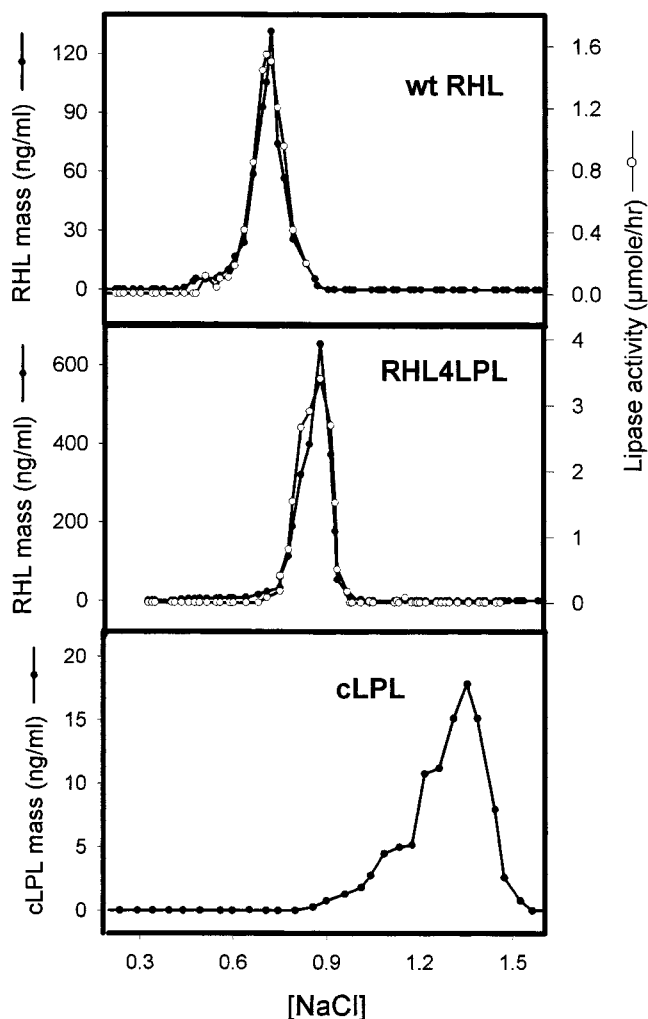 wt RHL
RHL mass (ng/ml)
120
90
60
30
0
1.6
1.2
0.8
0.4
0.0
Lipase activity (µmole/hr)
RHL4LPL
RHL mass (ng/ml)
600
400
200
0
4
3
2
1
0
cLPL
cLPL mass (ng/ml)
20
15
10
5
0
0.3 0.6 0.9 1.2 1.5
[NaCl]